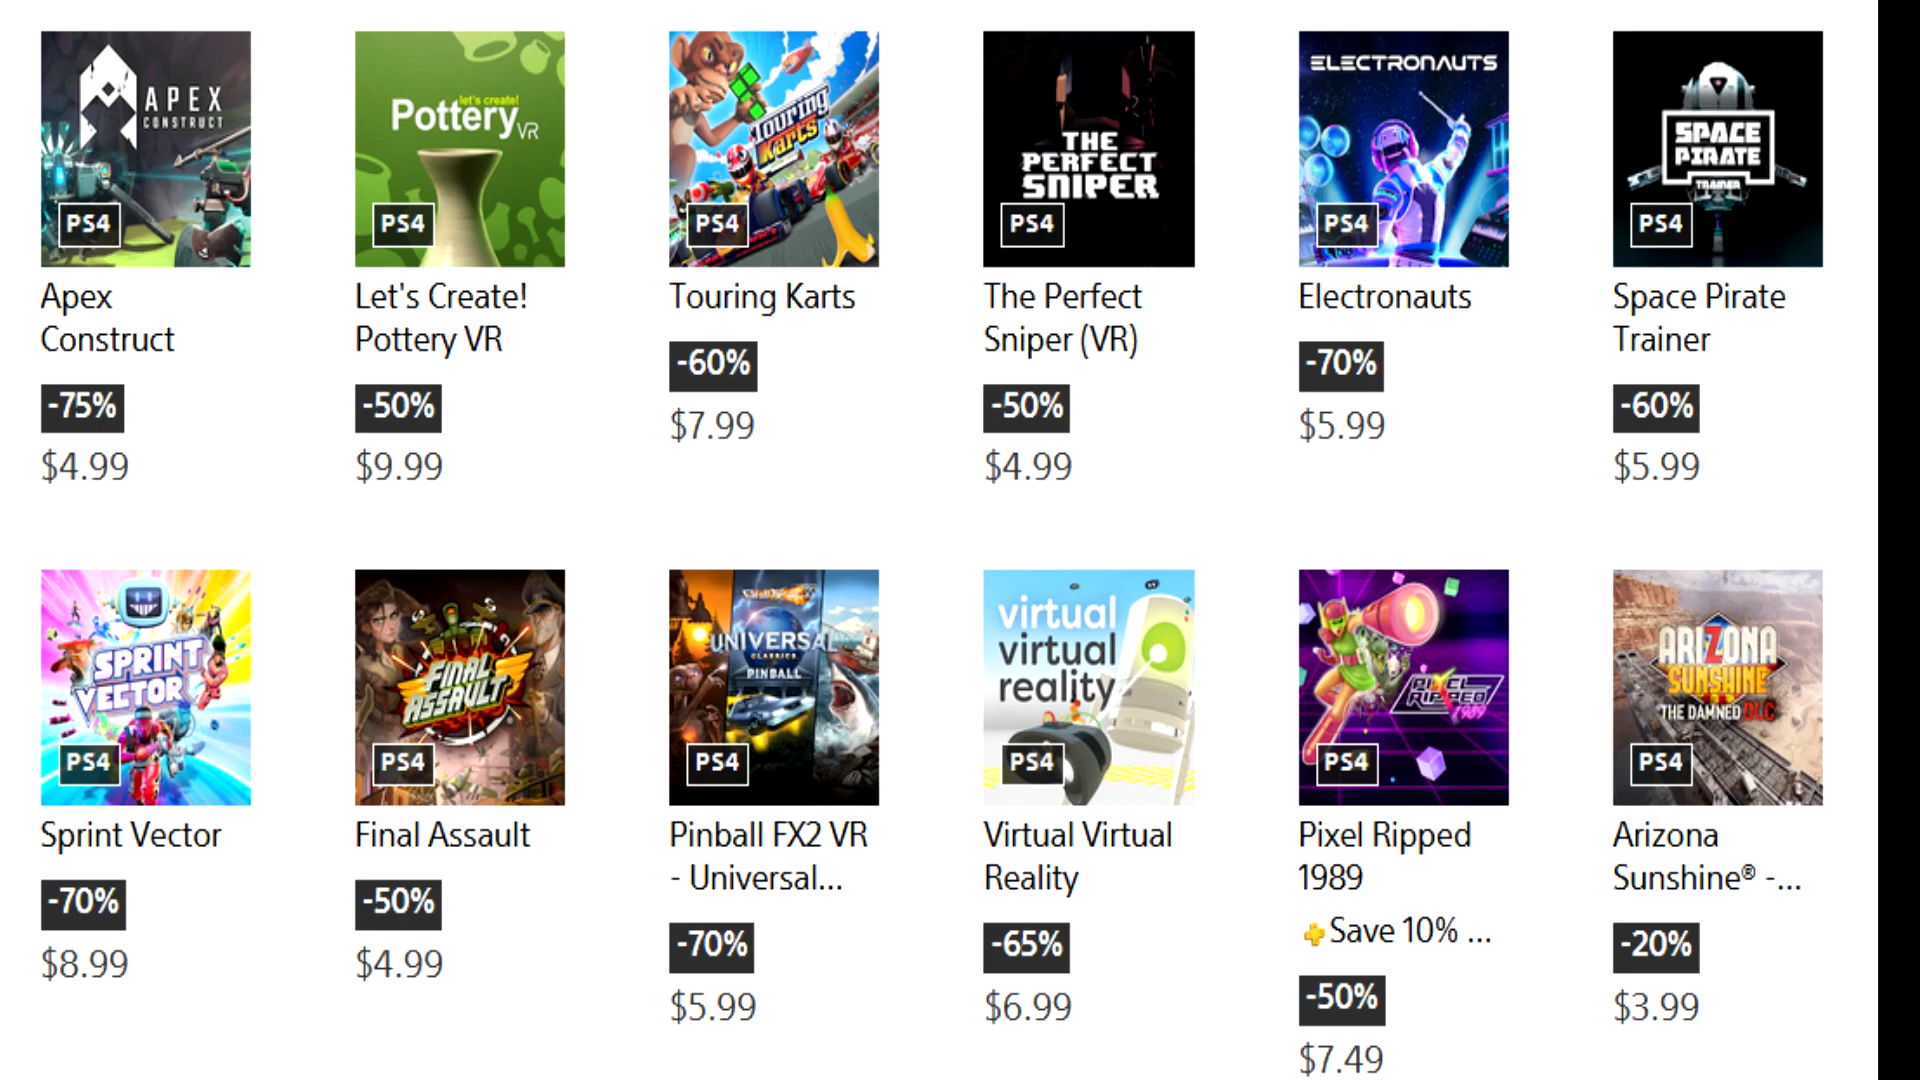 APEX
CONSTRUCT
PS4
Apex
Construct
-75%
$4.99
let's create!
Pottery VR
PS4
Let's Create!
Pottery VR
-50%
$9.99
Touring
Karts
PS4
Touring Karts
-60%
$7.99
THE
PERFECT
SNIPER
PS4
The Perfect
Sniper (VR)
-50%
$4.99
ELECTRONAUTS
PS4
Electronauts
-70%
$5.99
SPACE
PIRATE
TRAINER
PS4
Space Pirate
Trainer
-60%
$5.99
SPRINT
VECTOR
PS4
Sprint Vector
-70%
$8.99
FINAL
ASSAULT
PS4
Final Assault
-50%
$4.99
UNIVERSAL
CLASSICS
PINBALL
PS4
Pinball FX2 VR
- Universal...
-70%
$5.99
virtual
virtual
reality
PS4
Virtual Virtual
Reality
-65%
$6.99
PIXEL
RIPPED
1989
PS4
Pixel Ripped
1989
Save 10% ...
-50%
$7.49
ARIZONA
SUNSHINE
THE DAMNED DLC
PS4
Arizona
Sunshine® -...
-20%
$3.99